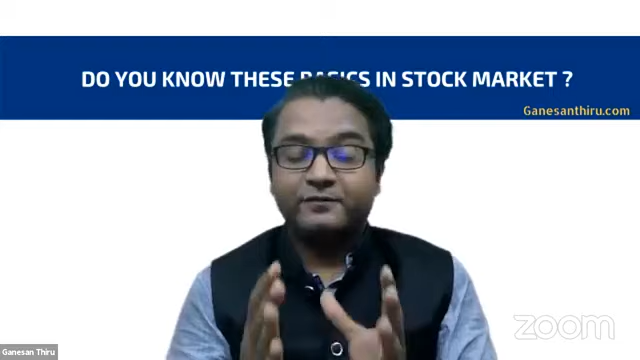 DO YOU KNOW THESE BASICS IN STOCK MARKET ?
Ganesanthiru.com
zoom
Ganesan Thiru